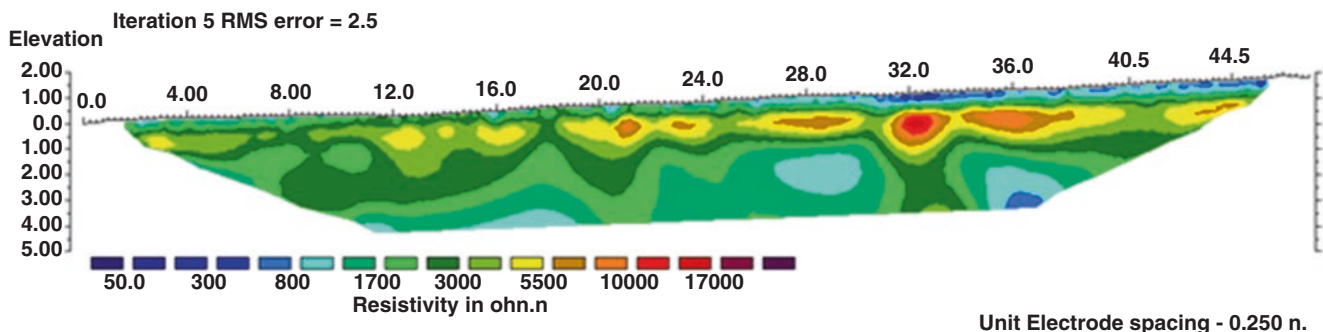 Iteration 5 RMS error = 2.5
Elevation
2.00
1.00
0.0
1.00
2.00
3.00
4.00
5.00
0.0 4.00 8.00 12.0 16.0 20.0 24.0 28.0 32.0 36.0 40.5 44.5
50.0 300 800 1700 3000 5500 10000 17000
Resistivity in ohn.n
Unit Electrode spacing - 0.250 n.